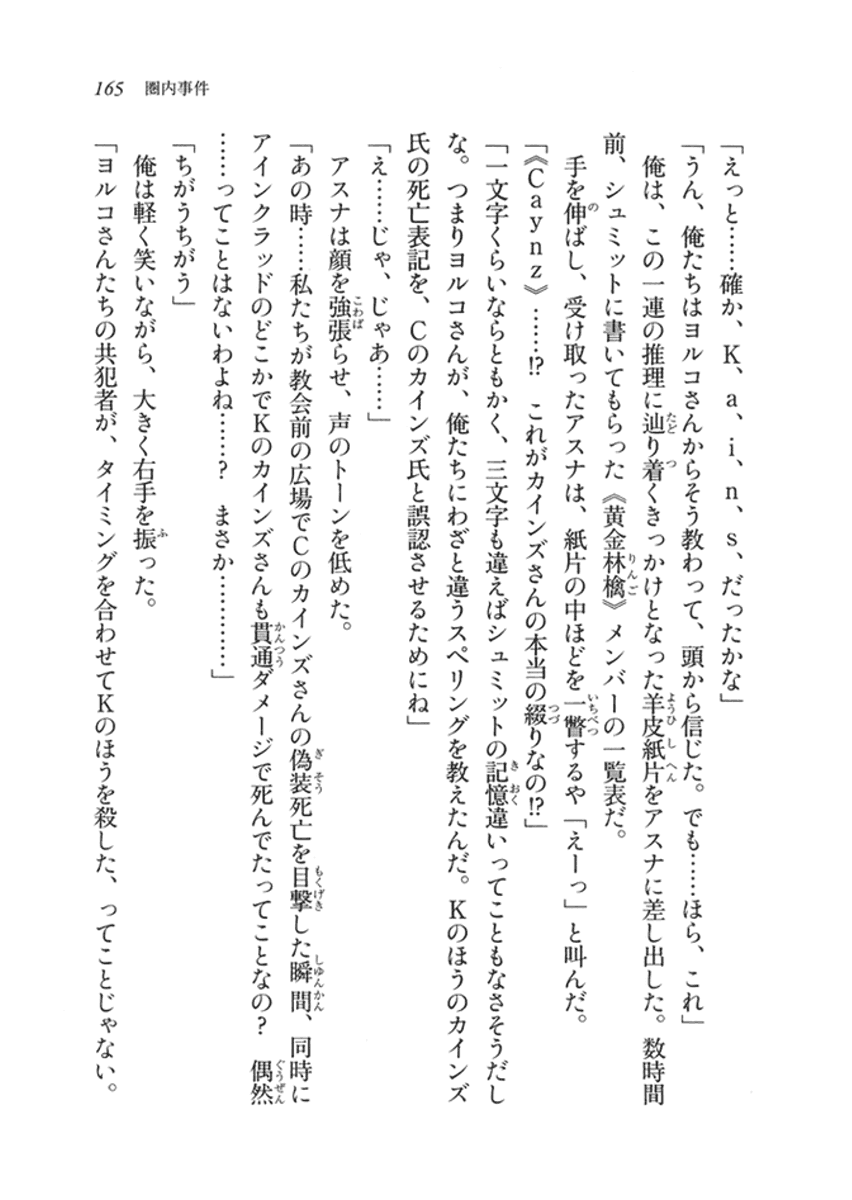 165 圏内事件
「えっと……確か、K、a、i、n、s、だったかな」
「うん、俺たちはヨルコさんからそう教わって、頭から信じた。でも……ほら、これ」
俺は、この一連の推理に辿り着くきっかけとなった羊皮紙片をアスナに差し出した。数時間
前、シュミットに書いてもらった《黄金林檎》メンバーの一覧表だ。
手を伸ばし、受け取ったアスナは、紙片の中ほどを一瞥するや「えーっ」と叫んだ。
「《Caynz》……!? これがカインズさんの本当の綴りなの!?」
「一文字くらいならともかく、三文字も違えばシュミットの記憶違いってこともなさそうだし
な。つまりヨルコさんが、俺たちにわざと違うスペリングを教えたんだ。Kのほうのカインズ
氏の死亡表記を、Cのカインズ氏と誤認させるためにね」
「え……じゃ、じゃあ……」
アスナは顔を強張らせ、声のトーンを低めた。
「あの時……私たちが教会前の広場でCのカインズさんの偽装死亡を目撃した瞬間、同時に
アインクラッドのどこかでKのカインズさんも貫通ダメージで死んでたってことなの? 偶然
……ってことはないわよね……? まさか…………」
「ちがうちがう」
俺は軽く笑いながら、大きく右手を振った。
「ヨルコさんたちの共犯者が、タイミングを合わせてKのほうを殺した、ってことじゃない。